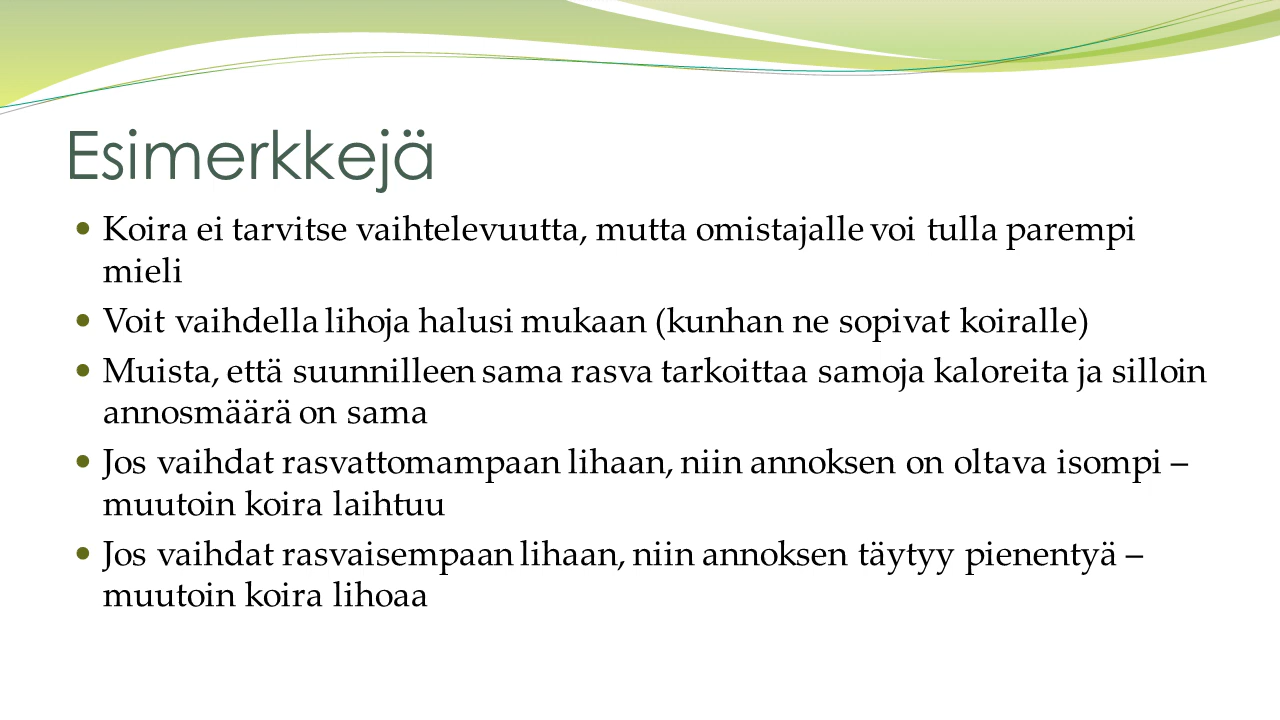 Esimerkkejä
• Koira ei tarvitse vaihtelevuutta, mutta omistajalle voi tulla parempi
mieli
• Voit vaihdella lihoja halusi mukaan (kunhan ne sopivat koiralle)
• Muista, että suunnilleen sama rasva tarkoittaa samoja kaloreita ja silloin
annosmäärä on sama
• Jos vaihdat rasvattomampaan lihaan, niin annoksen on oltava isompi –
muutoin koira laihtuu
• Jos vaihdat rasvaisempaan lihaan, niin annoksen täytyy pienentyä –
muutoin koira lihoaa